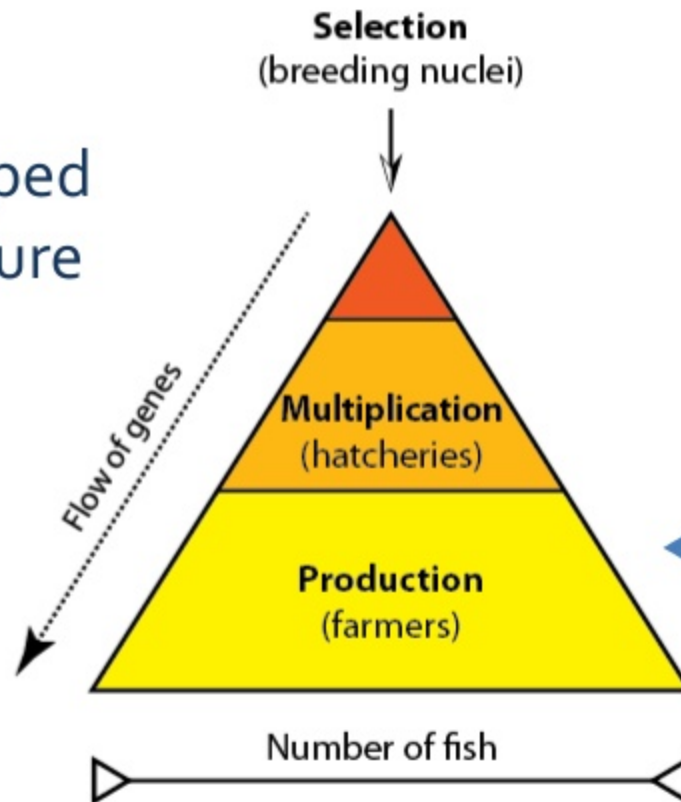 Selection
(breeding nuclei)
Flow of genes
Multiplication
(hatcheries)
Production
(farmers)
Number of fish